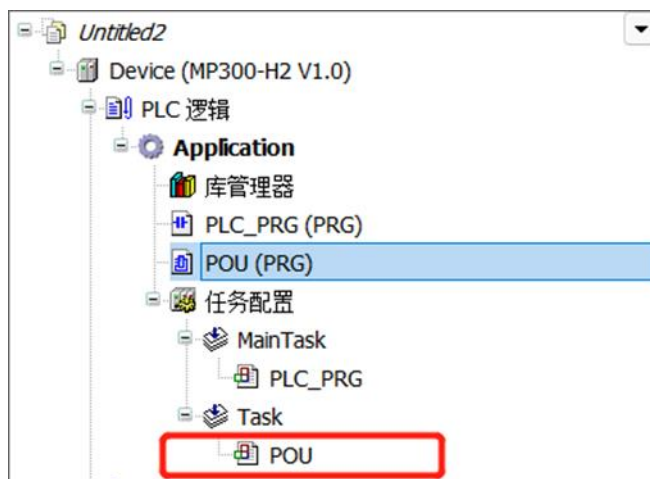 Untitled2
Device (MP300-H2 V1.0)
PLC 逻辑
Application
库管理器
PLC_PRG (PRG)
POU (PRG)
任务配置
MainTask
PLC_PRG
Task
POU